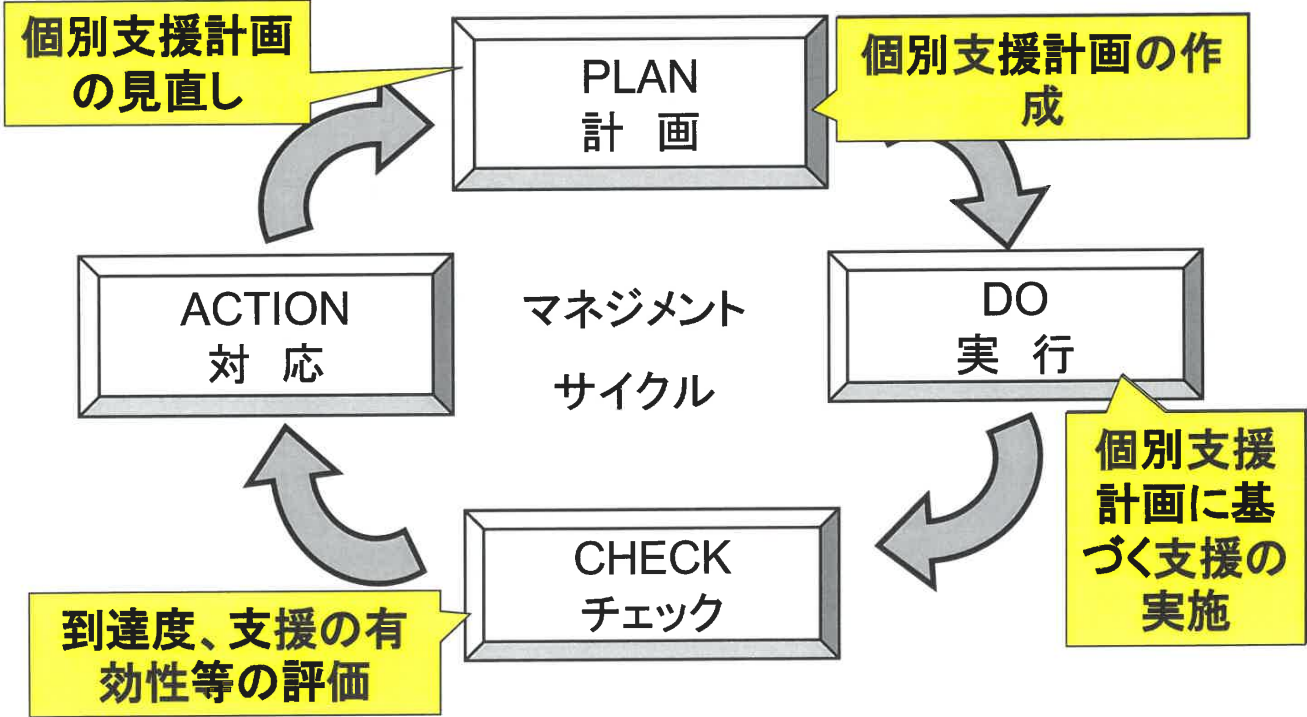 個別支援計画
の見直し
PLAN
計 画
個別支援計画の作
成
ACTION
対 応
マネジメント
サイクル
DO
実 行
個別支援
計画に基
づく支援の
実施
CHECK
チェック
到達度、支援の有
効性等の評価